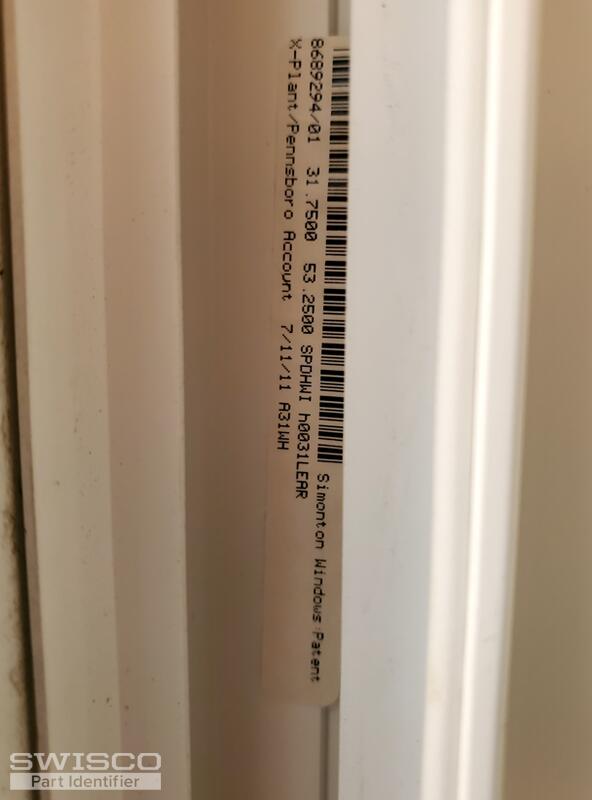 Simonton Windows Patent
8689294/01 31.7500 53.2500 SPDHWI h0031LEAR
X-Plant/Pennsboro Account 7/11/11 A31WH
SWISCO
Part Identifier